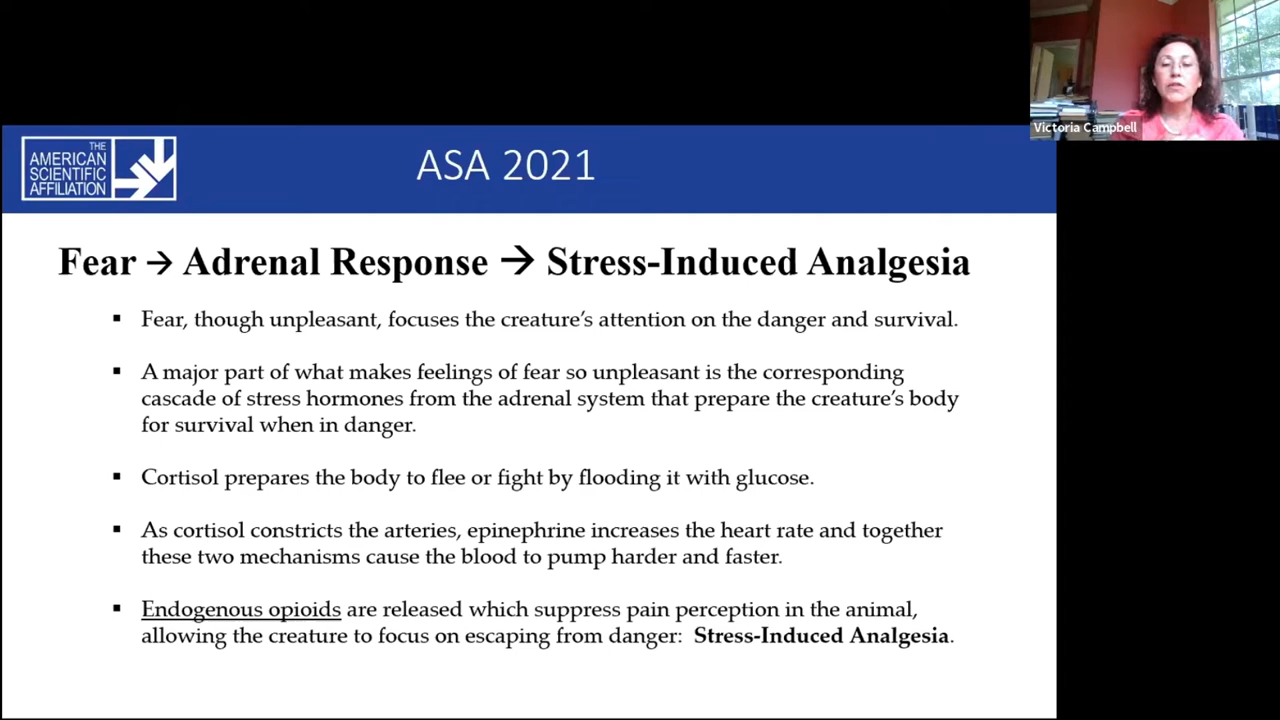 Victoria Campbell
THE
AMERICAN
SCIENTIFIC
AFFILIATION
ASA 2021
Fear → Adrenal Response → Stress-Induced Analgesia
▪ Fear, though unpleasant, focuses the creature’s attention on the danger and survival.
▪ A major part of what makes feelings of fear so unpleasant is the corresponding
cascade of stress hormones from the adrenal system that prepare the creature’s body
for survival when in danger.
▪ Cortisol prepares the body to flee or fight by flooding it with glucose.
▪ As cortisol constricts the arteries, epinephrine increases the heart rate and together
these two mechanisms cause the blood to pump harder and faster.
▪ Endogenous opioids are released which suppress pain perception in the animal,
allowing the creature to focus on escaping from danger: Stress-Induced Analgesia.